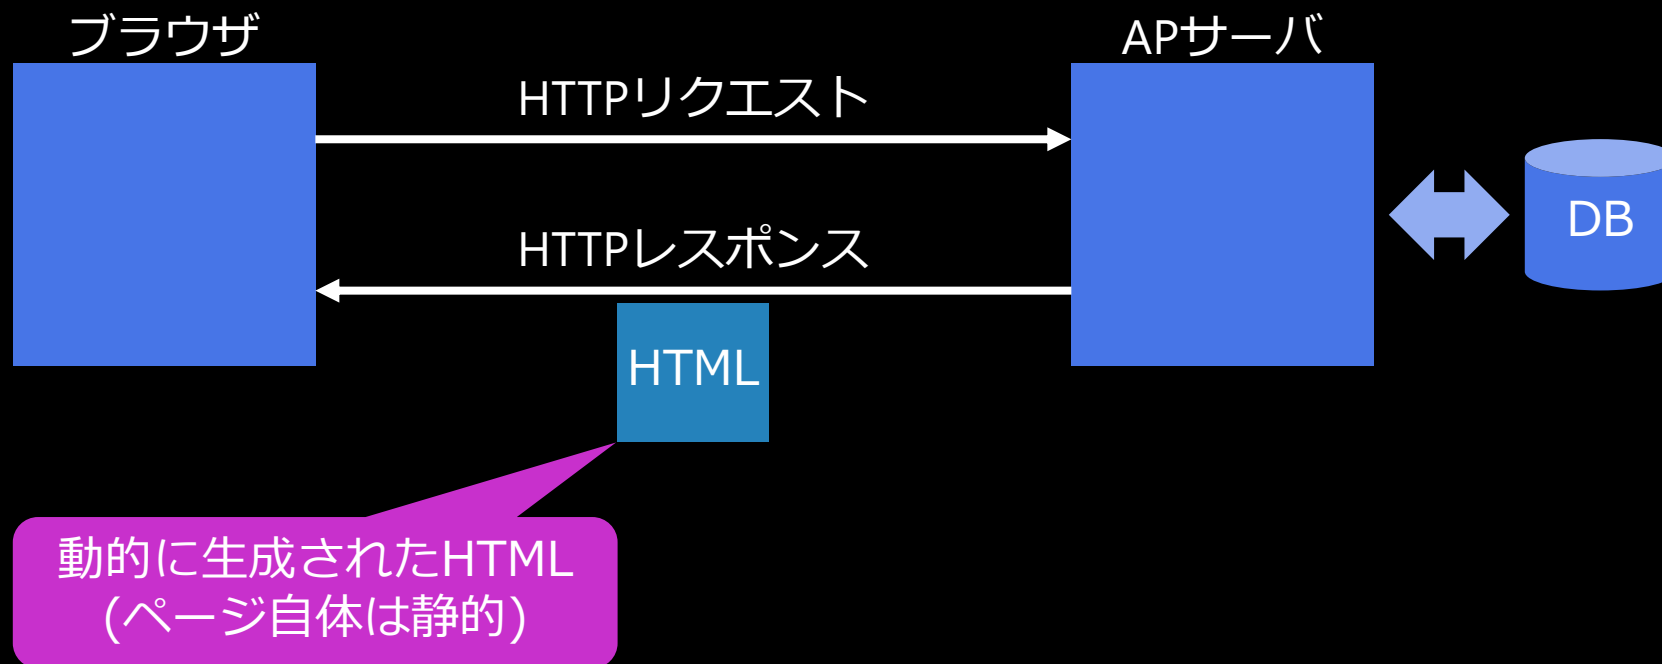 ブラウザ
APサーバ
HTTPリクエスト
DB
HTTPレスポンス
HTML
動的に生成されたHTML
(ページ自体は静的)